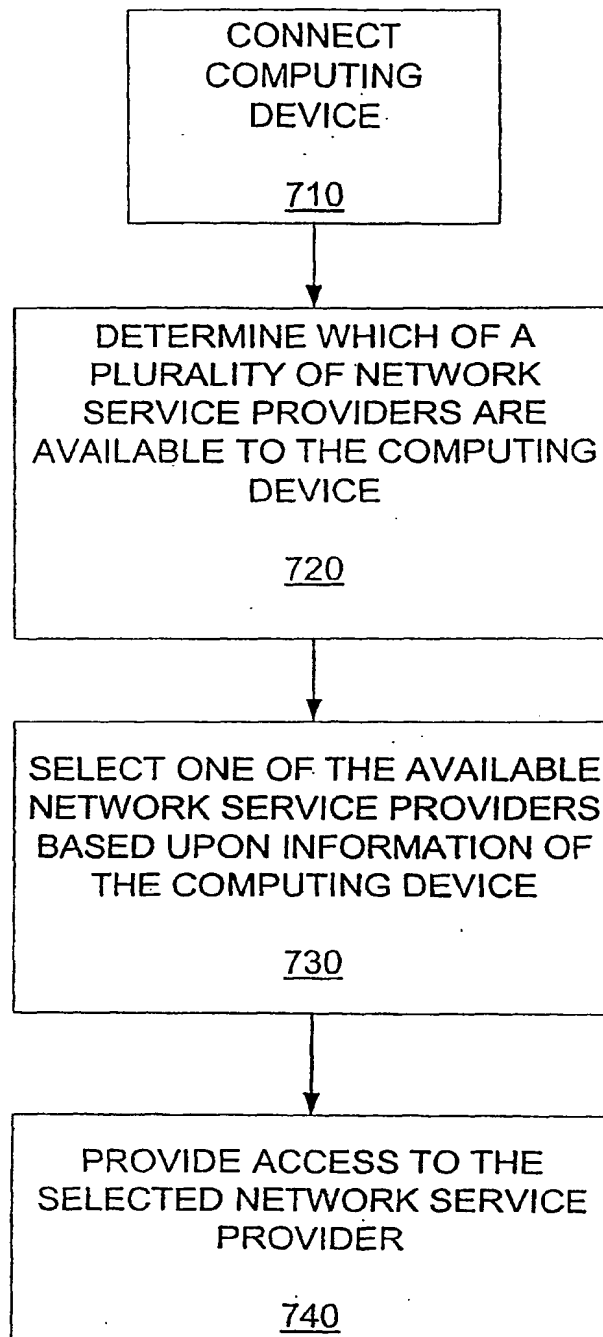 CONNECT
COMPUTING
DEVICE
710
DETERMINE WHICH OF A
PLURALITY OF NETWORK
SERVICE PROVIDERS ARE
AVAILABLE TO THE COMPUTING
DEVICE
720
SELECT ONE OF THE AVAILABLE
NETWORK SERVICE PROVIDERS
BASED UPON INFORMATION OF
THE COMPUTING DEVICE
730
PROVIDE ACCESS TO THE
SELECTED NETWORK SERVICE
PROVIDER
740